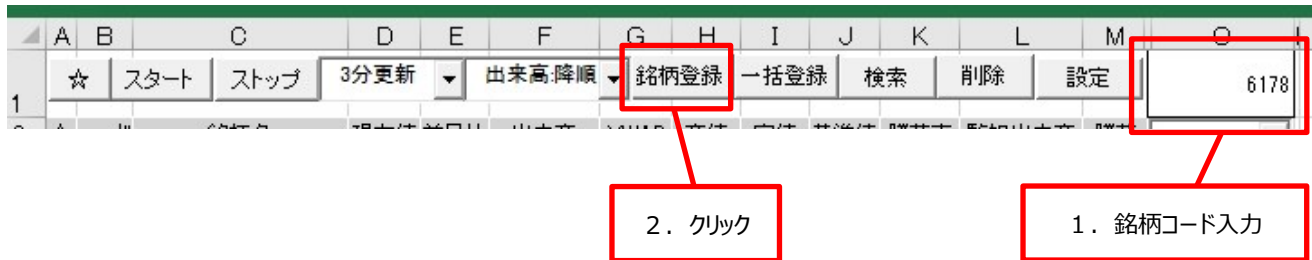 A B C D E F G H I J K L M O
☆ スタート ストップ 3分更新 出来高:降順 銘柄登録 一括登録 検索 削除 設定 6178
1
2. クリック
1. 銘柄コード入力